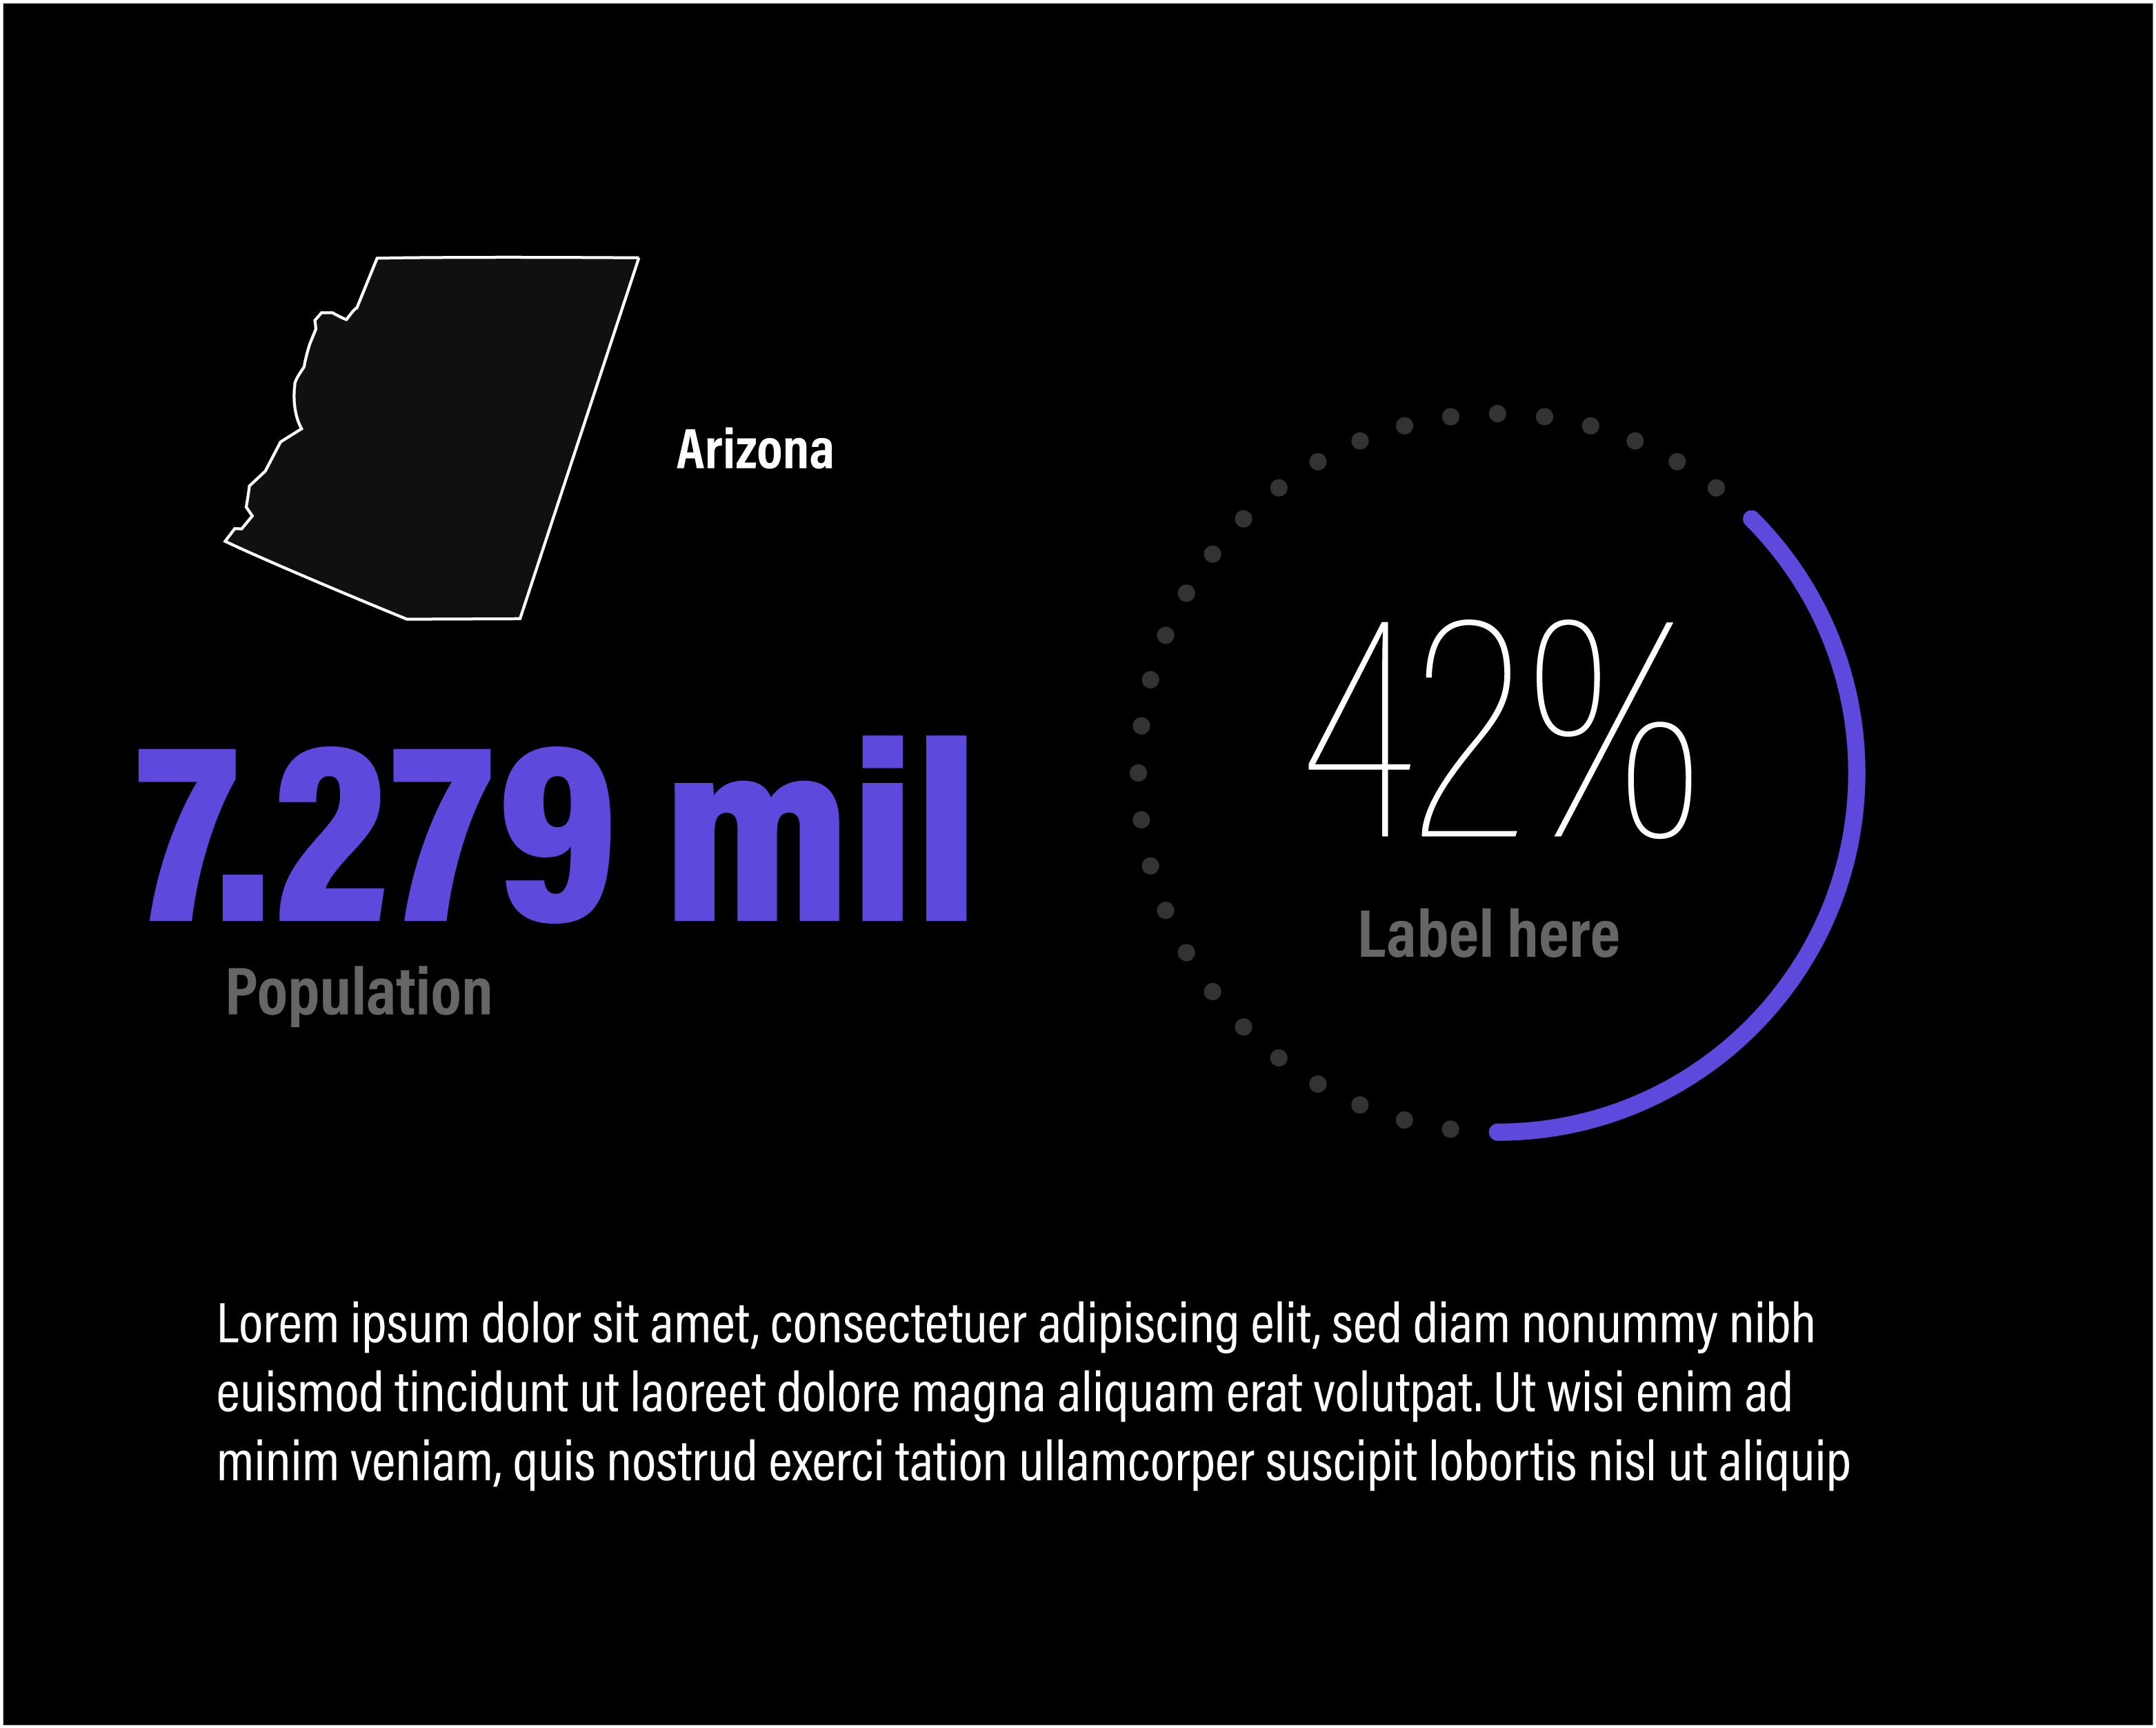 Arizona
7.279 mil
Population
42%
Label here
Lorem ipsum dolor sit amet, consectetuer adipiscing elit, sed diam nonummy nibh
euismod tincidunt ut laoreet dolore magna aliquam erat volutpat. Ut wisi enim ad
minim veniam, quis nostrud exerci tation ullamcorper suscipit lobortis nisl ut aliquip